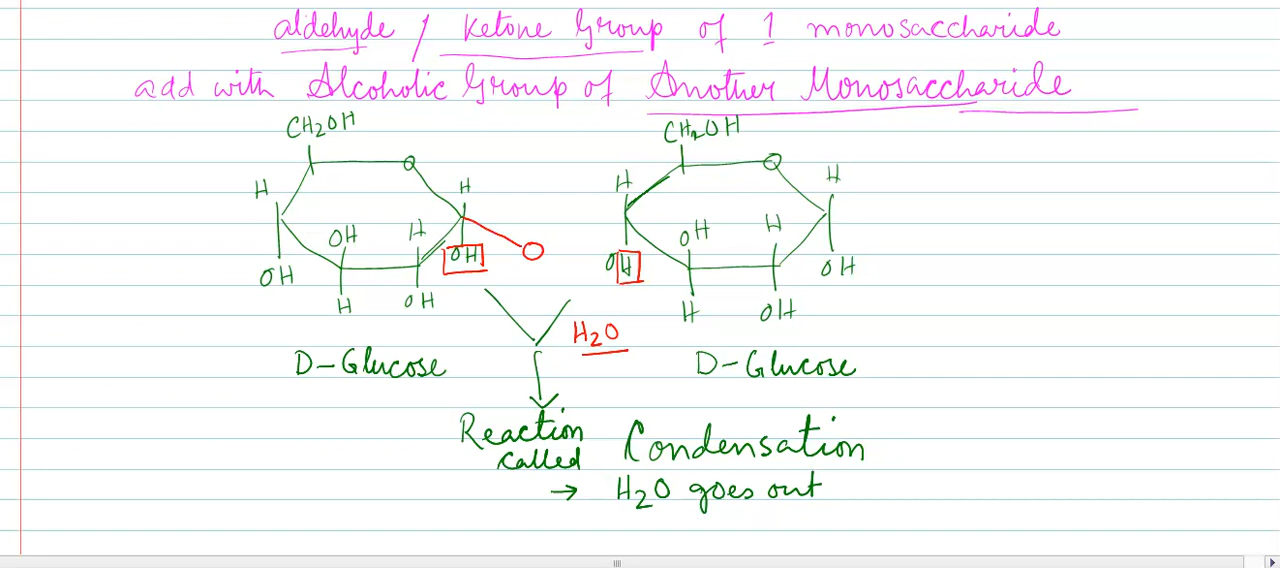 aldehyde / Ketone Group of 1 monosaccharide
add with Alcoholic Group of Another Monosaccharide
CH2OH CH2OH
O O
H H H H
OH H OH H
OH OH OH OH
O
H OH H OH
H2O
D-Glucose D-Glucose
Reaction Condensation
called
→ H2O goes out